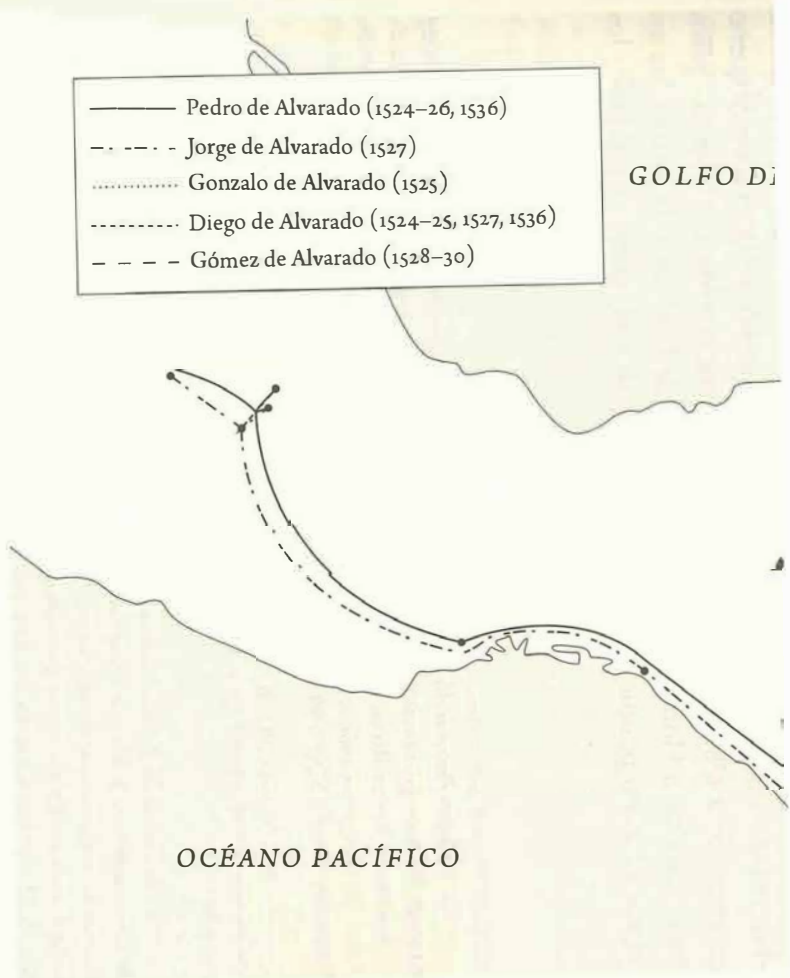 Pedro de Alvarado (1524–26, 1536)
Jorge de Alvarado (1527)
Gonzalo de Alvarado (1525)
Diego de Alvarado (1524–25, 1527, 1536)
Gómez de Alvarado (1528–30)
GOLFO
OCÉANO PACÍFICO